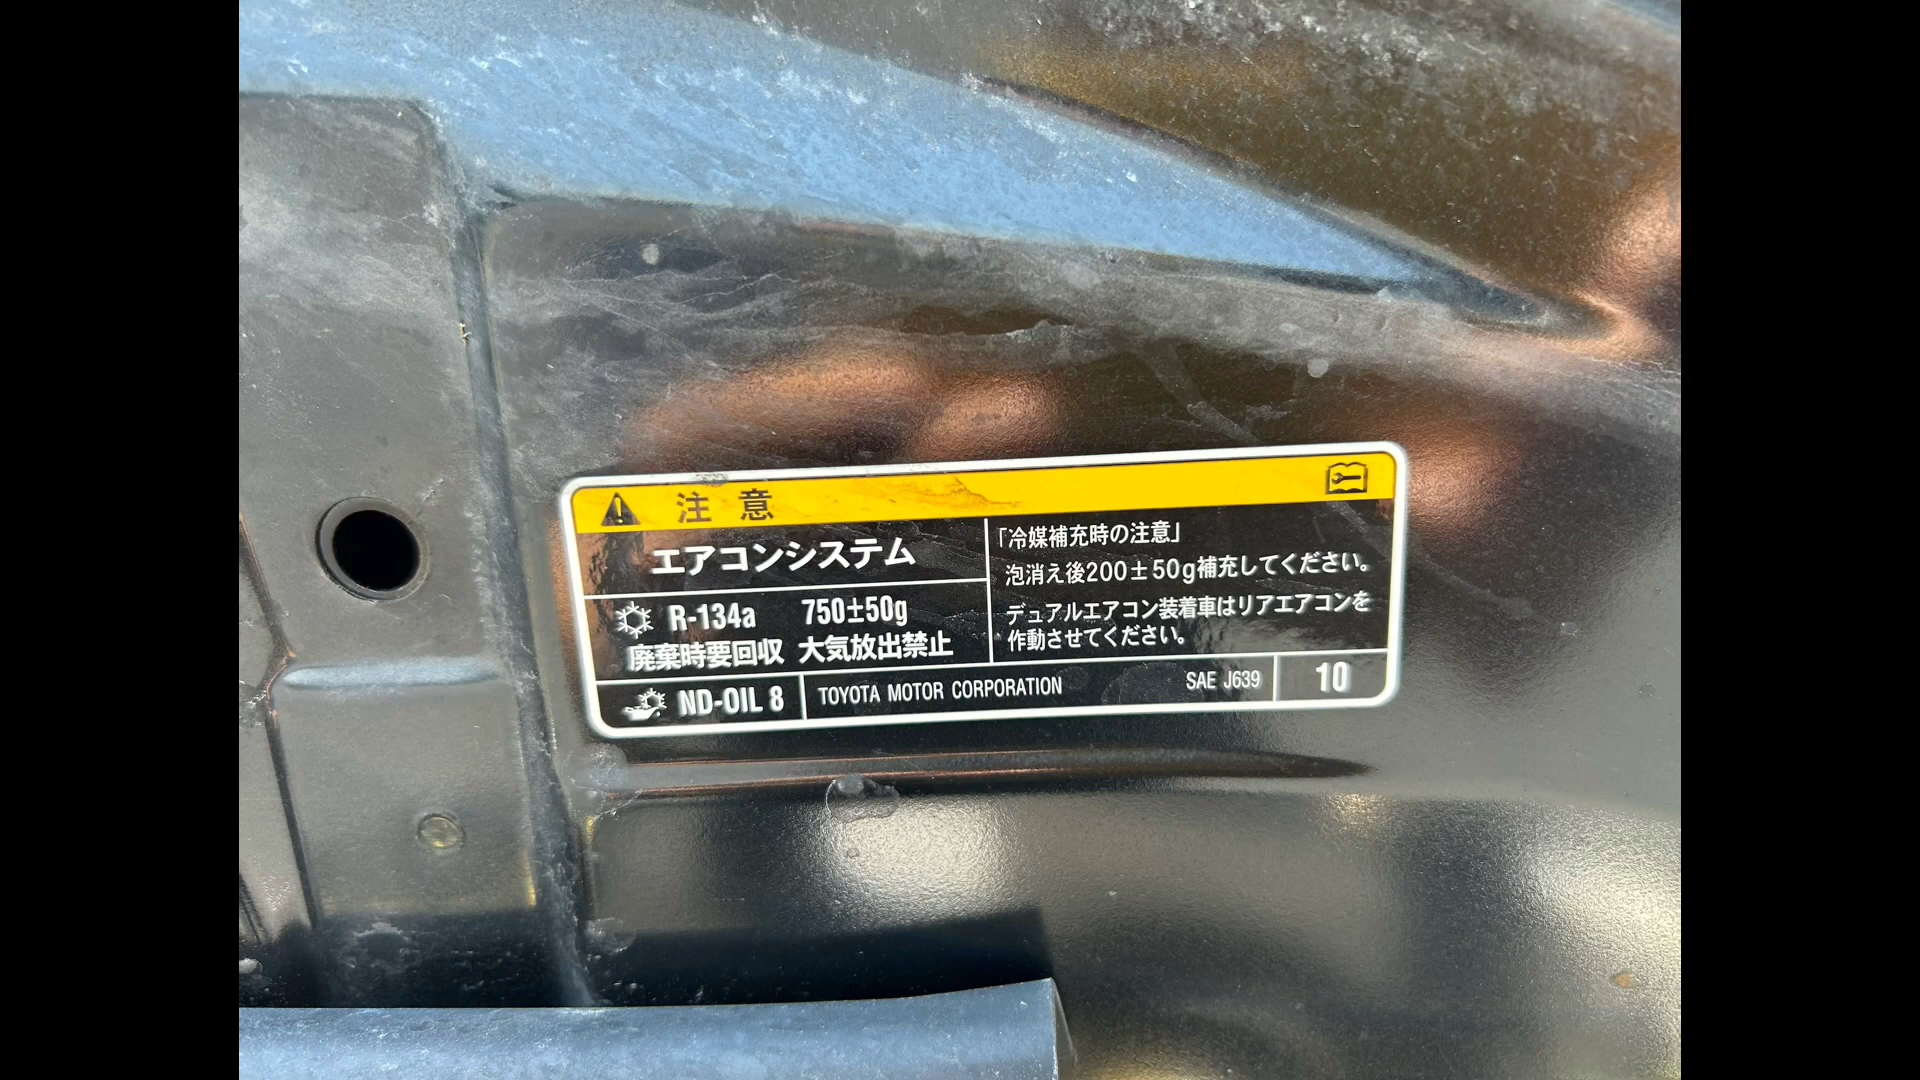 注意
エアコンシステム
R-134a 750±50g
廃棄時要回収 大気放出禁止
「冷媒補充時の注意」
泡消え後200±50g補充してください。
デュアルエアコン装着車はリアエアコンを
作動させてください。
ND-OIL 8
TOYOTA MOTOR CORPORATION
SAE J639
10